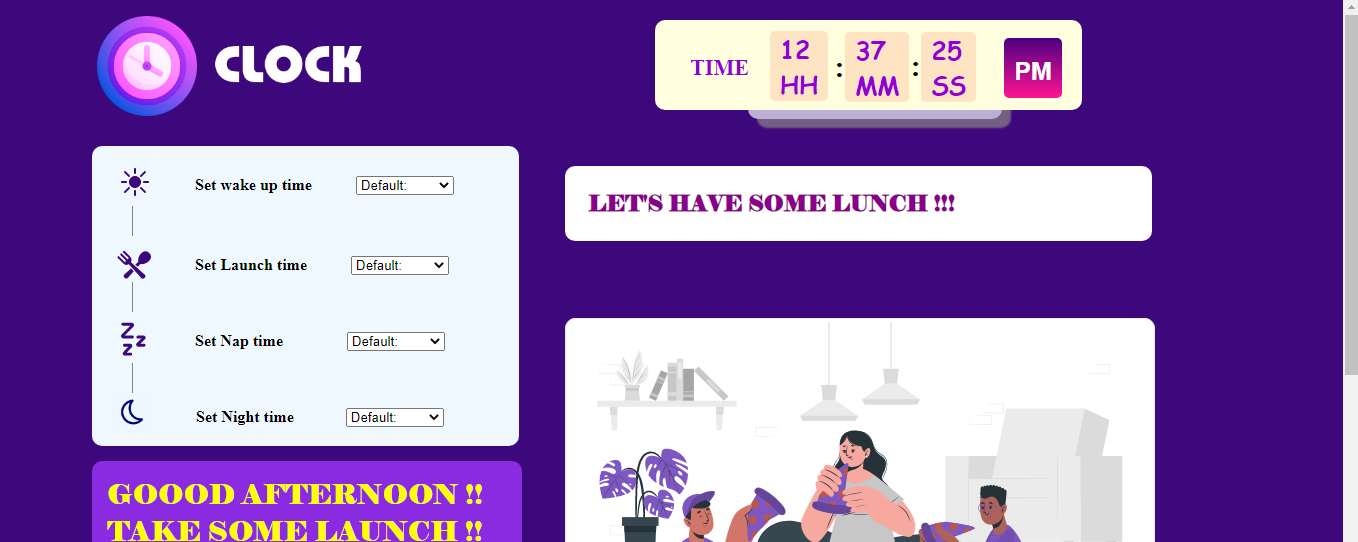 CLOCK
TIME
12
HH
:
37
MM
:
25
SS
PM
Set wake up time
Default:
Set Launch time
Default:
Set Nap time
Default:
Set Night time
Default:
GOOOD AFTERNOON !!
TAKE SOME LAUNCH !!
LET'S HAVE SOME LUNCH !!!